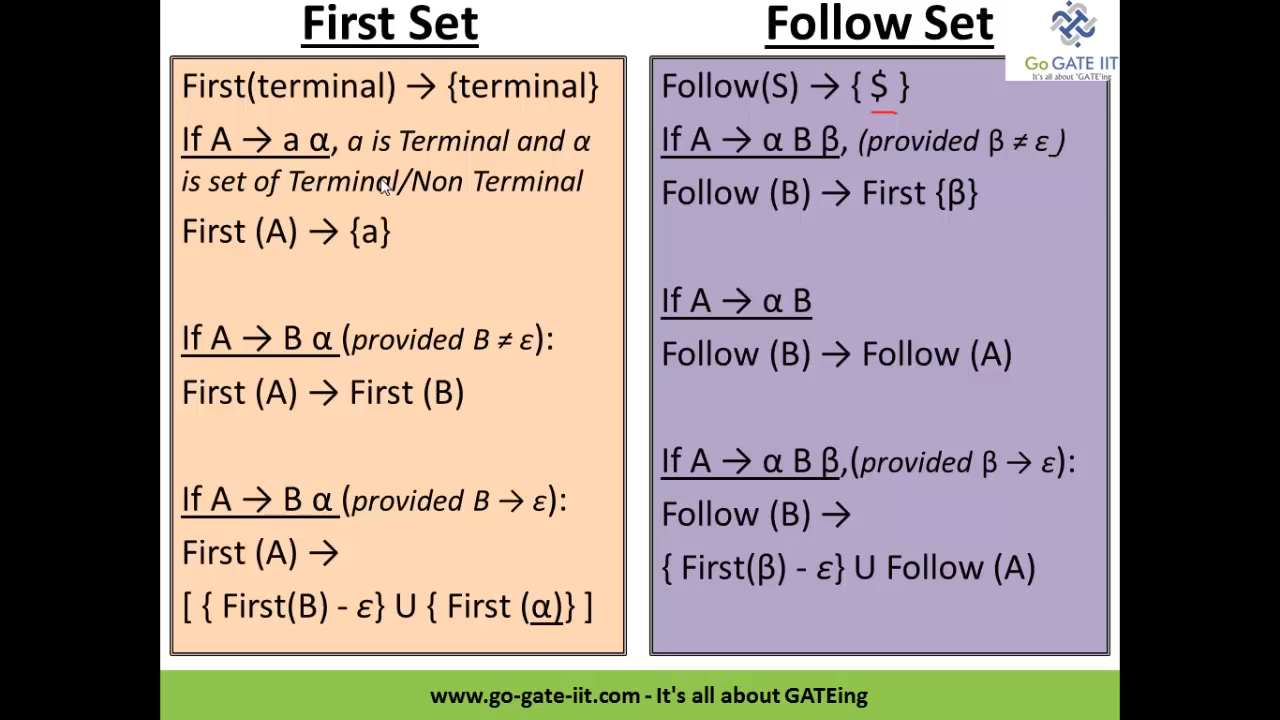 First Set
First(terminal) → {terminal}
If A → a α, a is Terminal and α
is set of Terminal/Non Terminal
First (A) → {a}
If A → B α (provided B ≠ ε):
First (A) → First (B)
If A → B α (provided B → ε):
First (A) →
[ { First(B) - ε} U { First (α)} ]
Follow Set
Go GATE IIT
It's all about 'GATE'ing
Follow(S) → { $ }
If A → α B β, (provided β ≠ ε )
Follow (B) → First {β}
If A → α B
Follow (B) → Follow (A)
If A → α B β,(provided β → ε):
Follow (B) →
{ First(β) - ε} U Follow (A)
www.go-gate-iit.com - It's all about GATEing